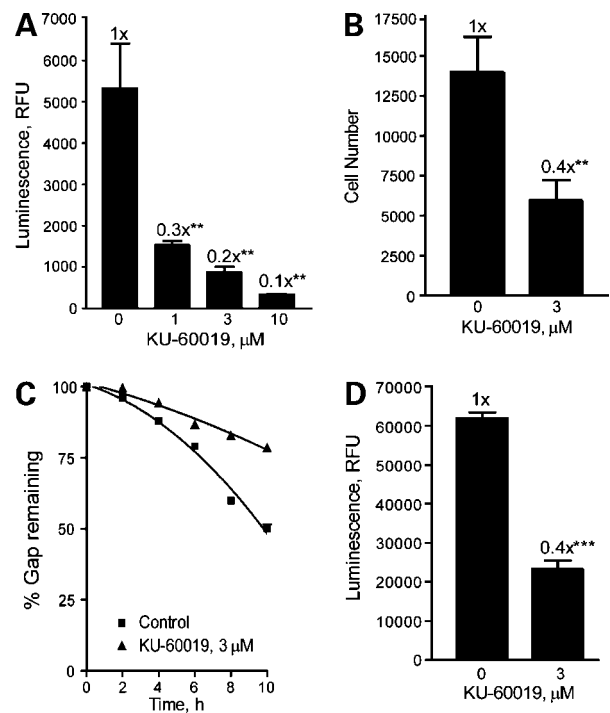 A
7000
6000
5000
4000
3000
2000
1000
0
Luminescence, RFU
1x
0.3x**
0.2x**
0.1x**
0 1 3 10
KU-60019, μM
B
17500
15000
12500
10000
7500
5000
2500
0
Cell Number
1x
0.4x**
0 3
KU-60019, μM
C
100
75
50
25
0
% Gap remaining
Control
KU-60019, 3 μM
0 2 4 6 8 10
Time, h
D
70000
60000
50000
40000
30000
20000
10000
0
Luminescence, RFU
1x
0.4x***
0 3
KU-60019, μM